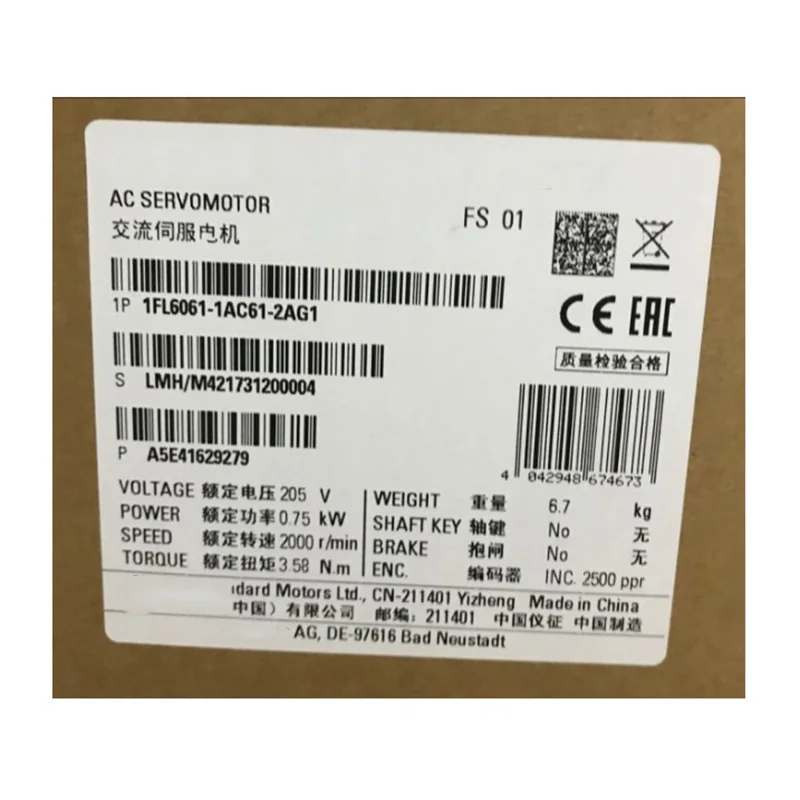 AC SERVOMOTOR
交流伺服电机
FS 01
1P 1FL6061-1AC61-2AG1
CE EAC
质量检验合格
S LMH/M421731200004
P A5E41629279
4 042948 674673
VOLTAGE 额定电压 205 V
POWER 额定功率 0.75 kW
SPEED 额定转速 2000 r/min
TORQUE 额定扭矩 3.58 N.m
WEIGHT 重量 6.7 kg
SHAFT KEY 轴键 No 无
BRAKE 抱闸 No 无
ENC. 编码器 INC. 2500 ppr
Motors Ltd., CN-211401 Yizheng Made in China
中国）有限公司 邮编: 211401 中国仪征 中国制造
AG, DE-97616 Bad Neustadt